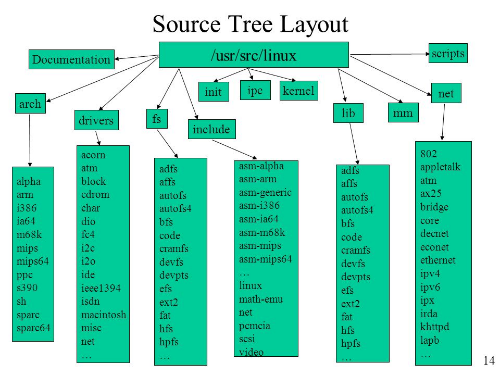 Source Tree Layout
/usr/src/linux
Documentation
scripts
init
ipc
kernel
arch
drivers
fs
include
lib
mm
net
alpha
arm
i386
ia64
m68k
mips
mips64
ppc
s390
sh
sparc
sparc64
acorn
atm
block
cdrom
char
dio
fc4
i2c
i2o
ide
ieee1394
isdn
macintosh
misc
net
…
adfs
affs
autofs
autofs4
bfs
code
cramfs
devfs
devpts
efs
ext2
fat
hfs
hpfs
…
asm-alpha
asm-arm
asm-generic
asm-i386
asm-ia64
asm-m68k
asm-mips
asm-mips64
…
linux
math-emu
net
pcmcia
scsi
video
adfs
affs
autofs
autofs4
bfs
code
cramfs
devfs
devpts
efs
ext2
fat
hfs
hpfs
…
802
appletalk
atm
ax25
bridge
core
decnet
econet
ethernet
ipv4
ipv6
ipx
irda
khttpd
lapb
…
14